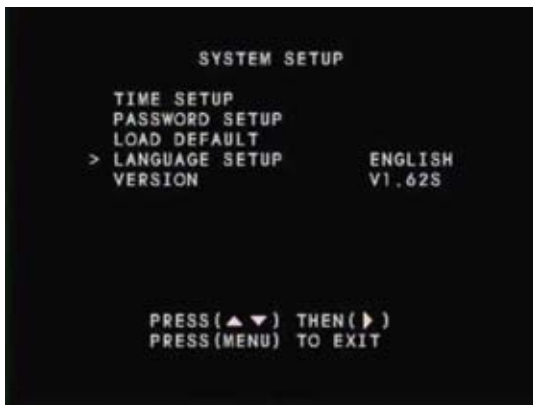 SYSTEM SETUP
TIME SETUP
PASSWORD SETUP
LOAD DEFAULT
> LANGUAGE SETUP ENGLISH
VERSION V1.62S
PRESS(▲▼) THEN(▶)
PRESS(MENU) TO EXIT